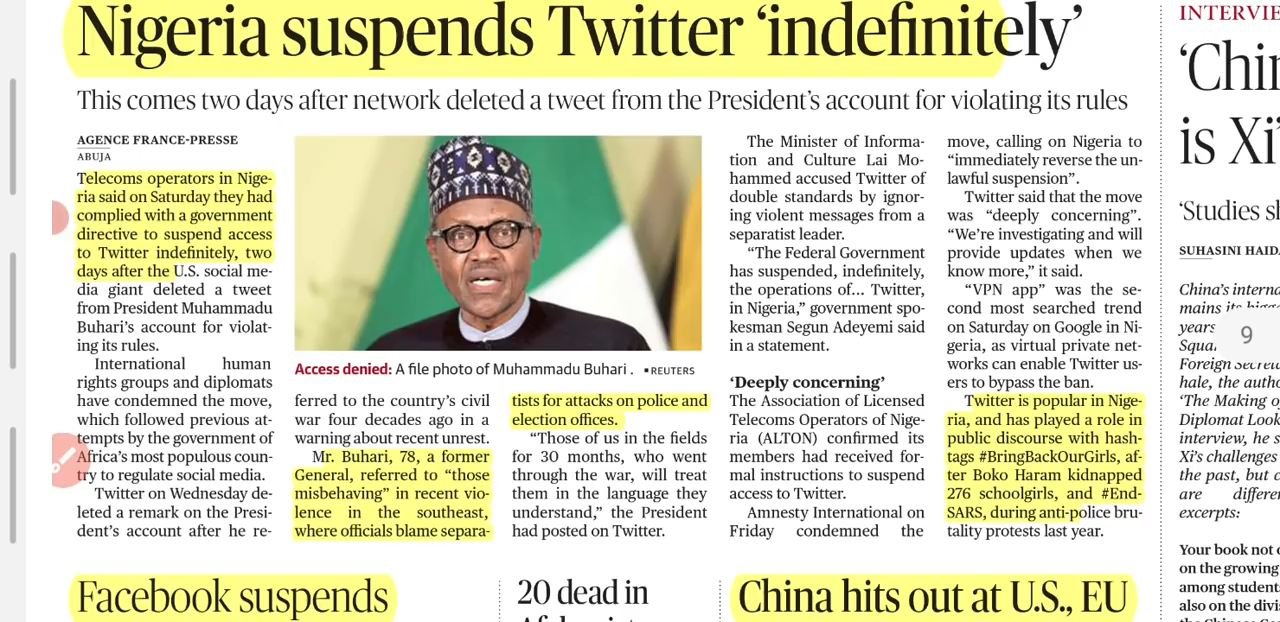 Nigeria suspends Twitter ‘indefinitely’
This comes two days after network deleted a tweet from the President’s account for violating its rules
AGENCE FRANCE-PRESSE
ABUJA
Telecoms operators in Nige-
ria said on Saturday they had
complied with a government
directive to suspend access
to Twitter indefinitely, two
days after the U.S. social me-
dia giant deleted a tweet
from President Muhammadu
Buhari’s account for violat-
ing its rules.
International human
rights groups and diplomats
have condemned the move,
which followed previous at-
tempts by the government of
Africa’s most populous coun-
try to regulate social media.
Twitter on Wednesday de-
leted a remark on the Presi-
dent’s account after he re-
Access denied: A file photo of Muhammadu Buhari . ▪REUTERS
ferred to the country’s civil
war four decades ago in a
warning about recent unrest.
Mr. Buhari, 78, a former
General, referred to “those
misbehaving” in recent vio-
lence in the southeast,
where officials blame separa-
tists for attacks on police and
election offices.
“Those of us in the fields
for 30 months, who went
through the war, will treat
them in the language they
understand,” the President
had posted on Twitter.
The Minister of Informa-
tion and Culture Lai Mo-
hammed accused Twitter of
double standards by ignor-
ing violent messages from a
separatist leader.
“The Federal Government
has suspended, indefinitely,
the operations of... Twitter,
in Nigeria,” government spo-
kesman Segun Adeyemi said
in a statement.
‘Deeply concerning’
The Association of Licensed
Telecoms Operators of Nige-
ria (ALTON) confirmed its
members had received for-
mal instructions to suspend
access to Twitter.
Amnesty International on
Friday condemned the
move, calling on Nigeria to
“immediately reverse the un-
lawful suspension”.
Twitter said that the move
was “deeply concerning”.
“We’re investigating and will
provide updates when we
know more,” it said.
“VPN app” was the se-
cond most searched trend
on Saturday on Google in Ni-
geria, as virtual private net-
works can enable Twitter us-
ers to bypass the ban.
Twitter is popular in Nige-
ria, and has played a role in
public discourse with hash-
tags #BringBackOurGirls, af-
ter Boko Haram kidnapped
276 schoolgirls, and #End-
SARS, during anti-police bru-
tality protests last year.
Facebook suspends
20 dead in
China hits out at U.S., EU
INTERVIE
‘Chin
is Xi’
‘Studies sh
SUHASINI HAIDA
China’s interna
mains its bigge
years
Squar
Foreign Secreta
hale, the autho
‘The Making of
Diplomat Look
interview, he s
Xi’s challenges
the past, but c
are differen
excerpts:
Your book not o
on the growing
among student
also on the divi
9